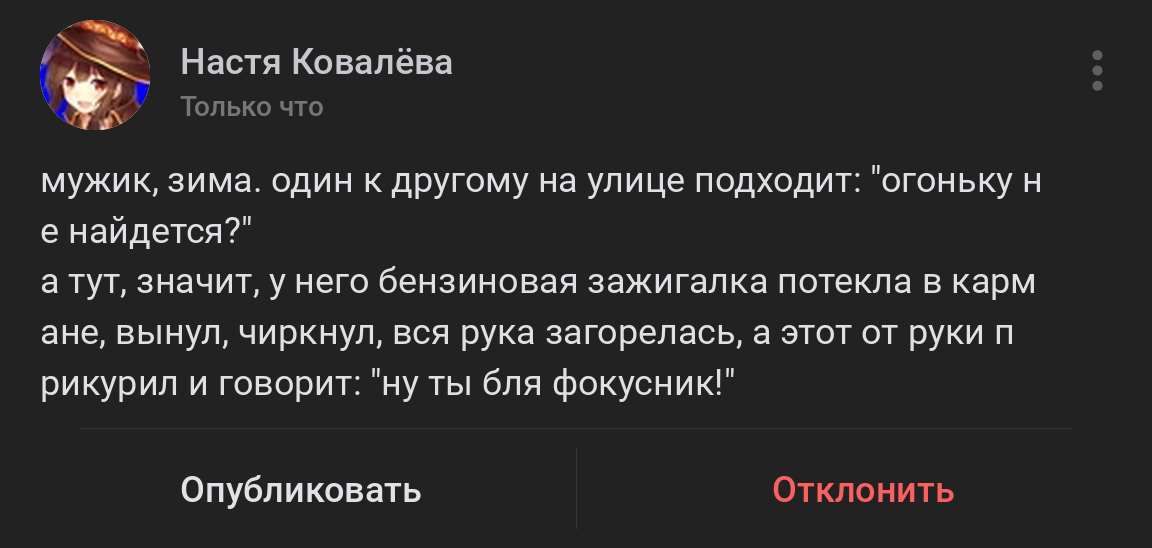 Настя Ковалёва
Только что
мужик, зима. один к другому на улице подходит: "огоньку н
е найдется?"
а тут, значит, у него бензиновая зажигалка потекла в карм
ане, вынул, чиркнул, вся рука загорелась, а этот от руки п
рикурил и говорит: "ну ты бля фокусник!"
Опубликовать
Отклонить